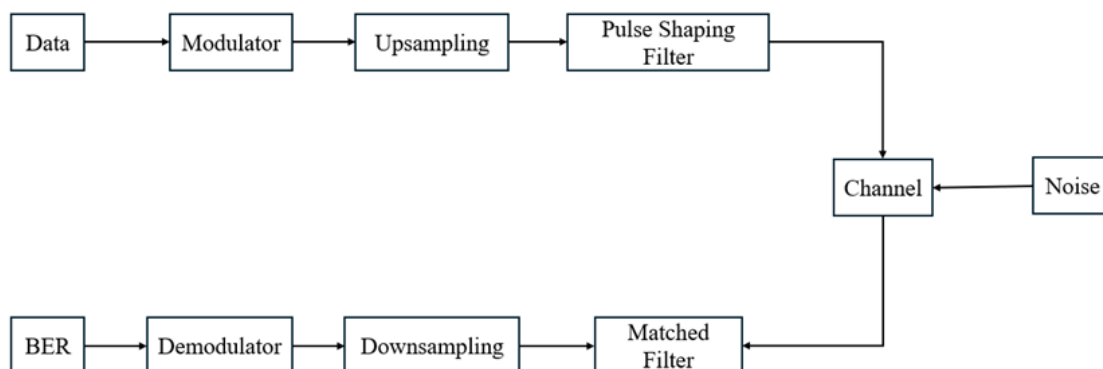 Data
Modulator
Upsampling
Pulse Shaping
Filter
Channel
Noise
BER
Demodulator
Downsampling
Matched
Filter